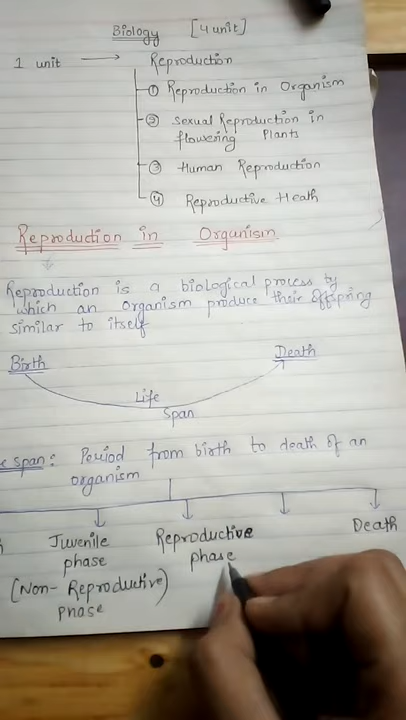 Biology [4 unit]
1 unit → Reproduction
① Reproduction in Organism
② Sexual Reproduction in
flowering Plants
③ Human Reproduction
④ Reproductive Heath
Reproduction in Organism
Reproduction is a biological process by
which an Organism produce their offspring
similar to itself
Birth Death
Life
Span
span: Period from birth to death of an
organism
Juvenile Reproductive Death
phase phase
(Non-Reproductive)
phase